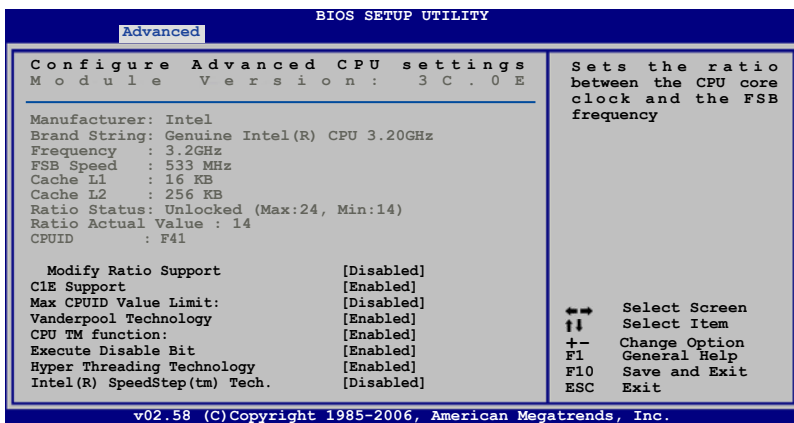 BIOS SETUP UTILITY
Advanced
Configure Advanced CPU settings
Module Version: 3C.0E
Manufacturer: Intel
Brand String: Genuine Intel(R) CPU 3.20GHz
Frequency : 3.2GHz
FSB Speed : 533 MHz
Cache L1 : 16 KB
Cache L2 : 256 KB
Ratio Status: Unlocked (Max:24, Min:14)
Ratio Actual Value : 14
CPUID : F41
Modify Ratio Support [Disabled]
C1E Support [Enabled]
Max CPUID Value Limit: [Disabled]
Vanderpool Technology [Enabled]
CPU TM function: [Enabled]
Execute Disable Bit [Enabled]
Hyper Threading Technology [Enabled]
Intel(R) SpeedStep(tm) Tech. [Disabled]
Sets the ratio
between the CPU core
clock and the FSB
frequency
←→ Select Screen
↑↓ Select Item
+- Change Option
F1 General Help
F10 Save and Exit
ESC Exit
v02.58 (C)Copyright 1985-2006, American Megatrends, Inc.